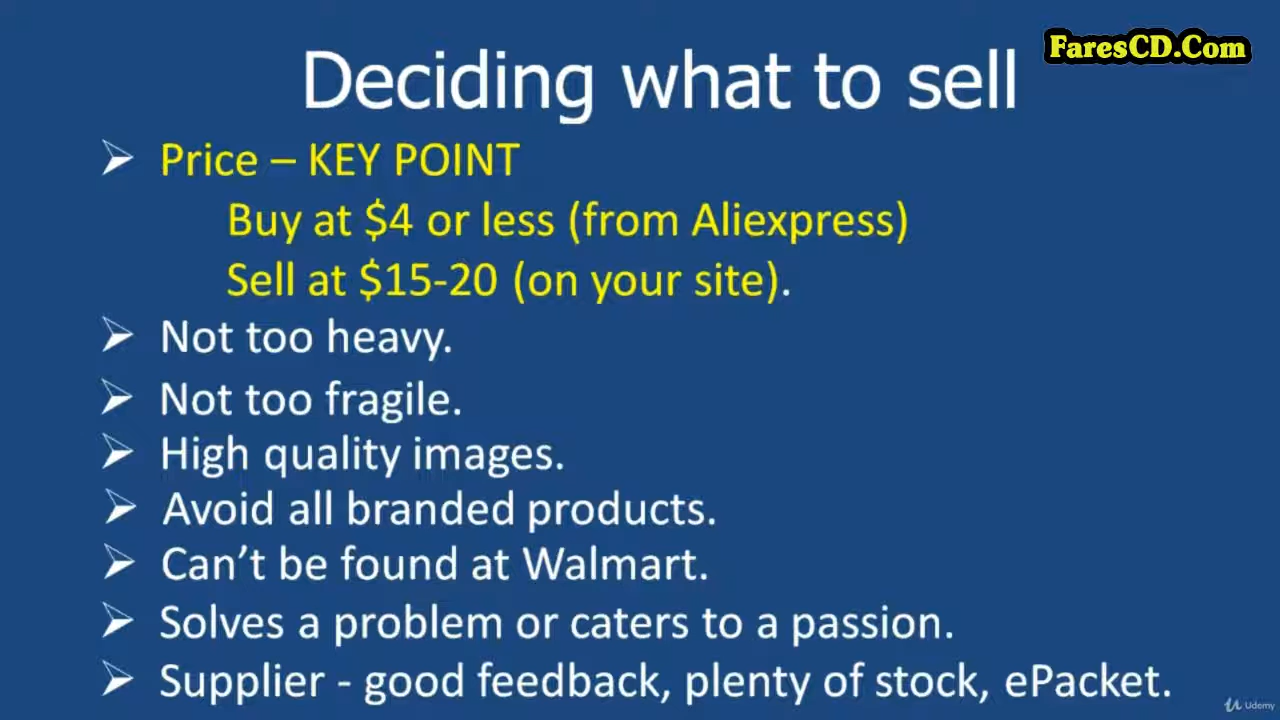 FaresCD.Com
Deciding what to sell
➢ Price – KEY POINT
Buy at $4 or less (from Aliexpress)
Sell at $15-20 (on your site).
➢ Not too heavy.
➢ Not too fragile.
➢ High quality images.
➢ Avoid all branded products.
➢ Can’t be found at Walmart.
➢ Solves a problem or caters to a passion.
➢ Supplier - good feedback, plenty of stock, ePacket.
Udemy